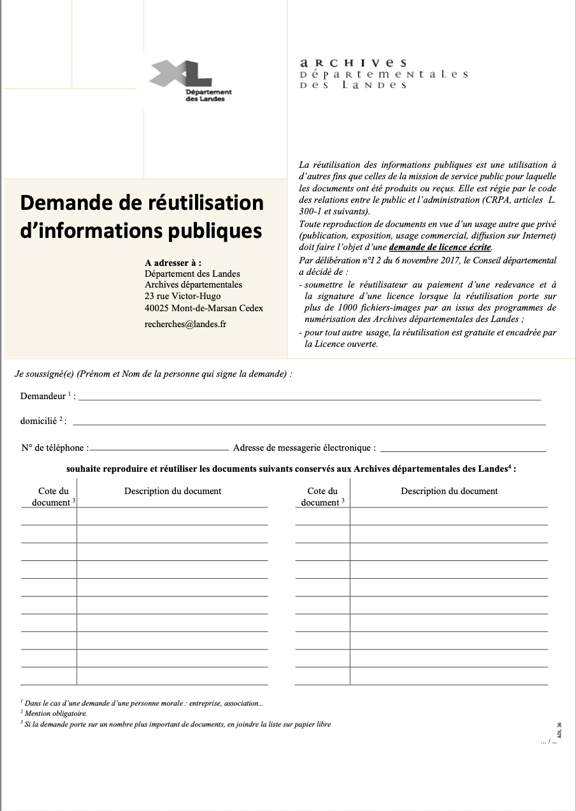 Département
des Landes
ARCHIVES
Départementales
des Landes
La réutilisation des informations publiques est une utilisation à
d'autres fins que celles de la mission de service public pour laquelle
les documents ont été produits ou reçus. Elle est régie par le code
des relations entre le public et l'administration (CRPA, articles L.
300-1 et suivants).
Toute reproduction de documents en vue d'un usage autre que privé
(publication, exposition, usage commercial, diffusion sur Internet)
doit faire l'objet d'une demande de licence écrite.
Par délibération n°I 2 du 6 novembre 2017, le Conseil départemental
a décidé de :
- soumettre le réutilisateur au paiement d'une redevance et à
la signature d'une licence lorsque la réutilisation porte sur
plus de 1000 fichiers-images par an issus des programmes de
numérisation des Archives départementales des Landes ;
- pour tout autre usage, la réutilisation est gratuite et encadrée par
la Licence ouverte.
Demande de réutilisation
d'informations publiques
A adresser à :
Département des Landes
Archives départementales
23 rue Victor-Hugo
40025 Mont-de-Marsan Cedex
recherches@landes.fr
Je soussigné(e) (Prénom et Nom de la personne qui signe la demande) :
Demandeur 1 :
domicilié 2 :
N° de téléphone : Adresse de messagerie électronique :
souhaite reproduire et réutiliser les documents suivants conservés aux Archives départementales des Landes4 :
Cote du document 3 Description du document Cote du document 3 Description du document
1 Dans le cas d'une demande d'une personne morale : entreprise, association...
2 Mention obligatoire.
3 Si la demande porte sur un nombre plus important de documents, en joindre la liste sur papier libre
... / ...
ADL 36